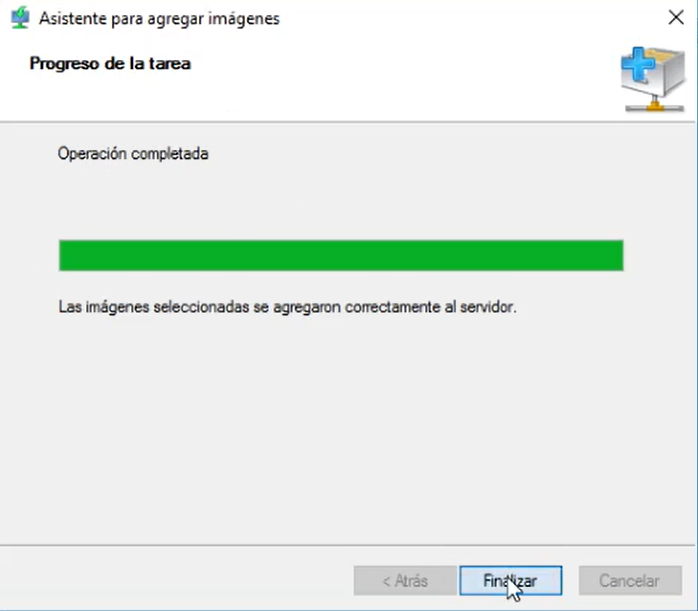 Asistente para agregar imágenes
Progreso de la tarea
Operación completada
Las imágenes seleccionadas se agregaron correctamente al servidor.
< Atrás
Finalizar
Cancelar